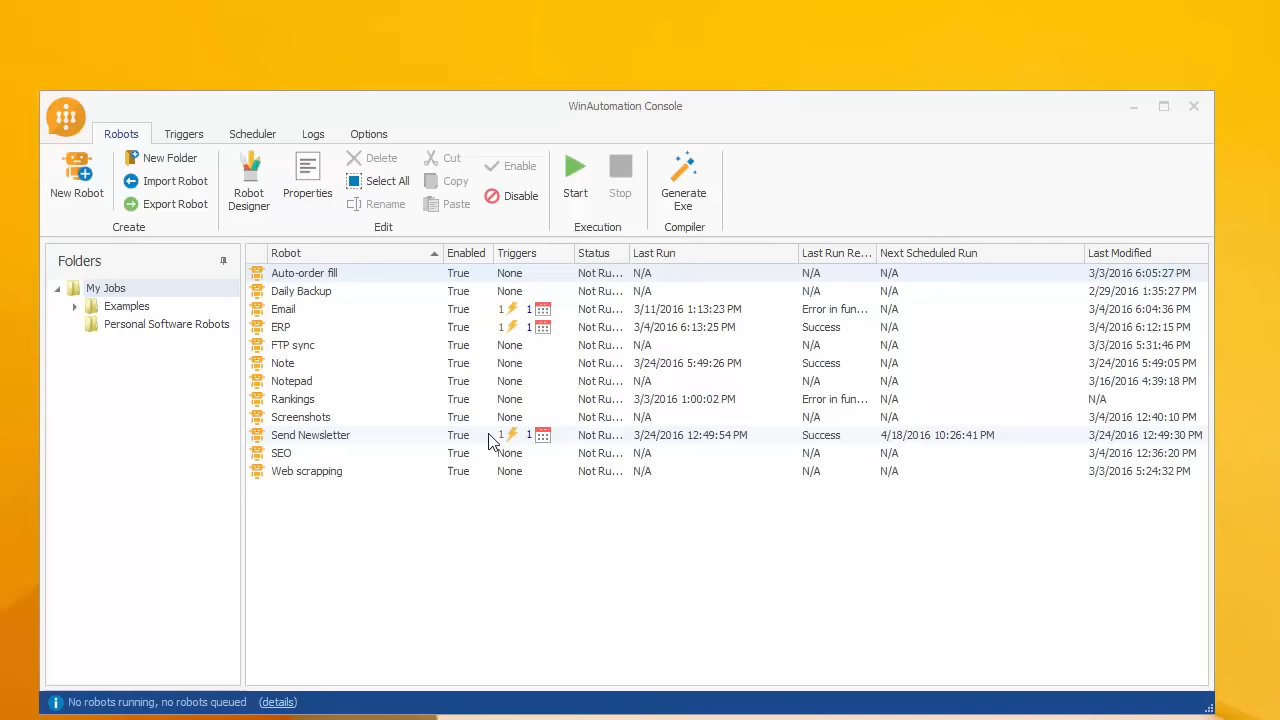 WinAutomation Console
Robots Triggers Scheduler Logs Options
New Robot
New Folder
Import Robot
Export Robot
Create
Robot Designer
Properties
Delete
Select All
Rename
Cut
Copy
Paste
Enable
Disable
Edit
Start
Stop
Execution
Generate Exe
Compiler
Folders
My Jobs
Examples
Personal Software Robots
Robot Enabled Triggers Status Last Run Last Run Re... Next Scheduled Run Last Modified
Auto-order fill True None Not Ru... N/A N/A N/A 3/3/2016 6:05:27 PM
Daily Backup True None Not Ru... N/A N/A N/A 2/29/2016 1:35:27 PM
Email True 1 1 Not Ru... 3/11/2016 1:13:23 PM Error in fun... N/A 3/4/2016 6:04:36 PM
ERP True 1 1 Not Ru... 3/4/2016 6:13:25 PM Success N/A 3/4/2016 6:12:15 PM
FTP sync True None Not Ru... N/A N/A N/A 3/3/2016 5:31:46 PM
Note True None Not Ru... 3/24/2016 5:49:26 PM Success N/A 3/24/2016 5:49:05 PM
Notepad True None Not Ru... N/A N/A N/A 3/16/2016 4:39:18 PM
Rankings True None Not Ru... 3/3/2016 1:00:02 PM Error in fun... N/A N/A
Screenshots True None Not Ru... N/A N/A N/A 3/4/2016 12:40:10 PM
Send Newsletter True 1 1 Not Ru... 3/24/2016 12:49:54 PM Success 4/18/2016 10:26:41 PM 3/24/2016 12:49:30 PM
SEO True None Not Ru... N/A N/A N/A 3/4/2016 12:36:20 PM
Web scrapping True None Not Ru... N/A N/A N/A 3/3/2016 5:24:32 PM
No robots running, no robots queued (details)